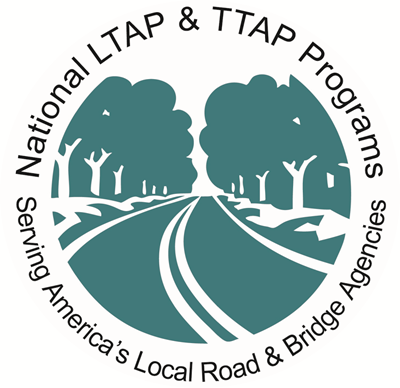 National LTAP & TTAP Programs
Serving America's Local Road & Bridge Agencies